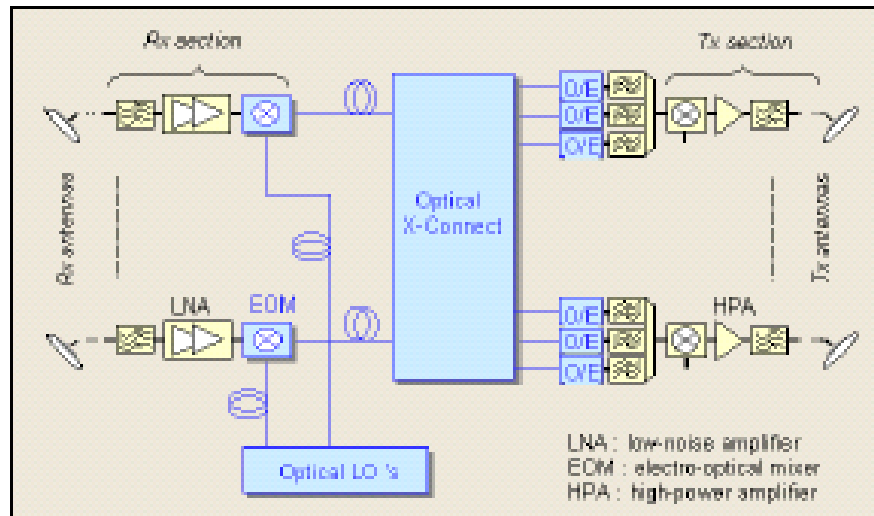 Rx section
Tx section
O/E
O/E
O/E
Rx antennas
Optical
X-Connect
Tx antennas
LNA
EOM
O/E
O/E
O/E
HPA
Optical LO 's
LNA : low-noise amplifier
EOM : electro-optical mixer
HPA : high-power amplifier